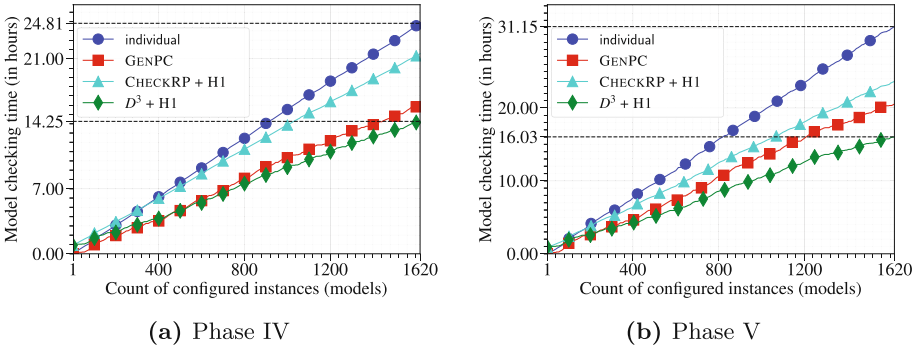 Model checking time (in hours)
24.81
21.00
14.25
7.00
0.00
individual
GENPC
CHECKRP + H1
D³ + H1
1 400 800 1200 1620
Count of configured instances (models)
(a) Phase IV
Model checking time (in hours)
31.15
20.00
16.03
10.00
0.00
individual
GENPC
CHECKRP + H1
D³ + H1
1 400 800 1200 1620
Count of configured instances (models)
(b) Phase V